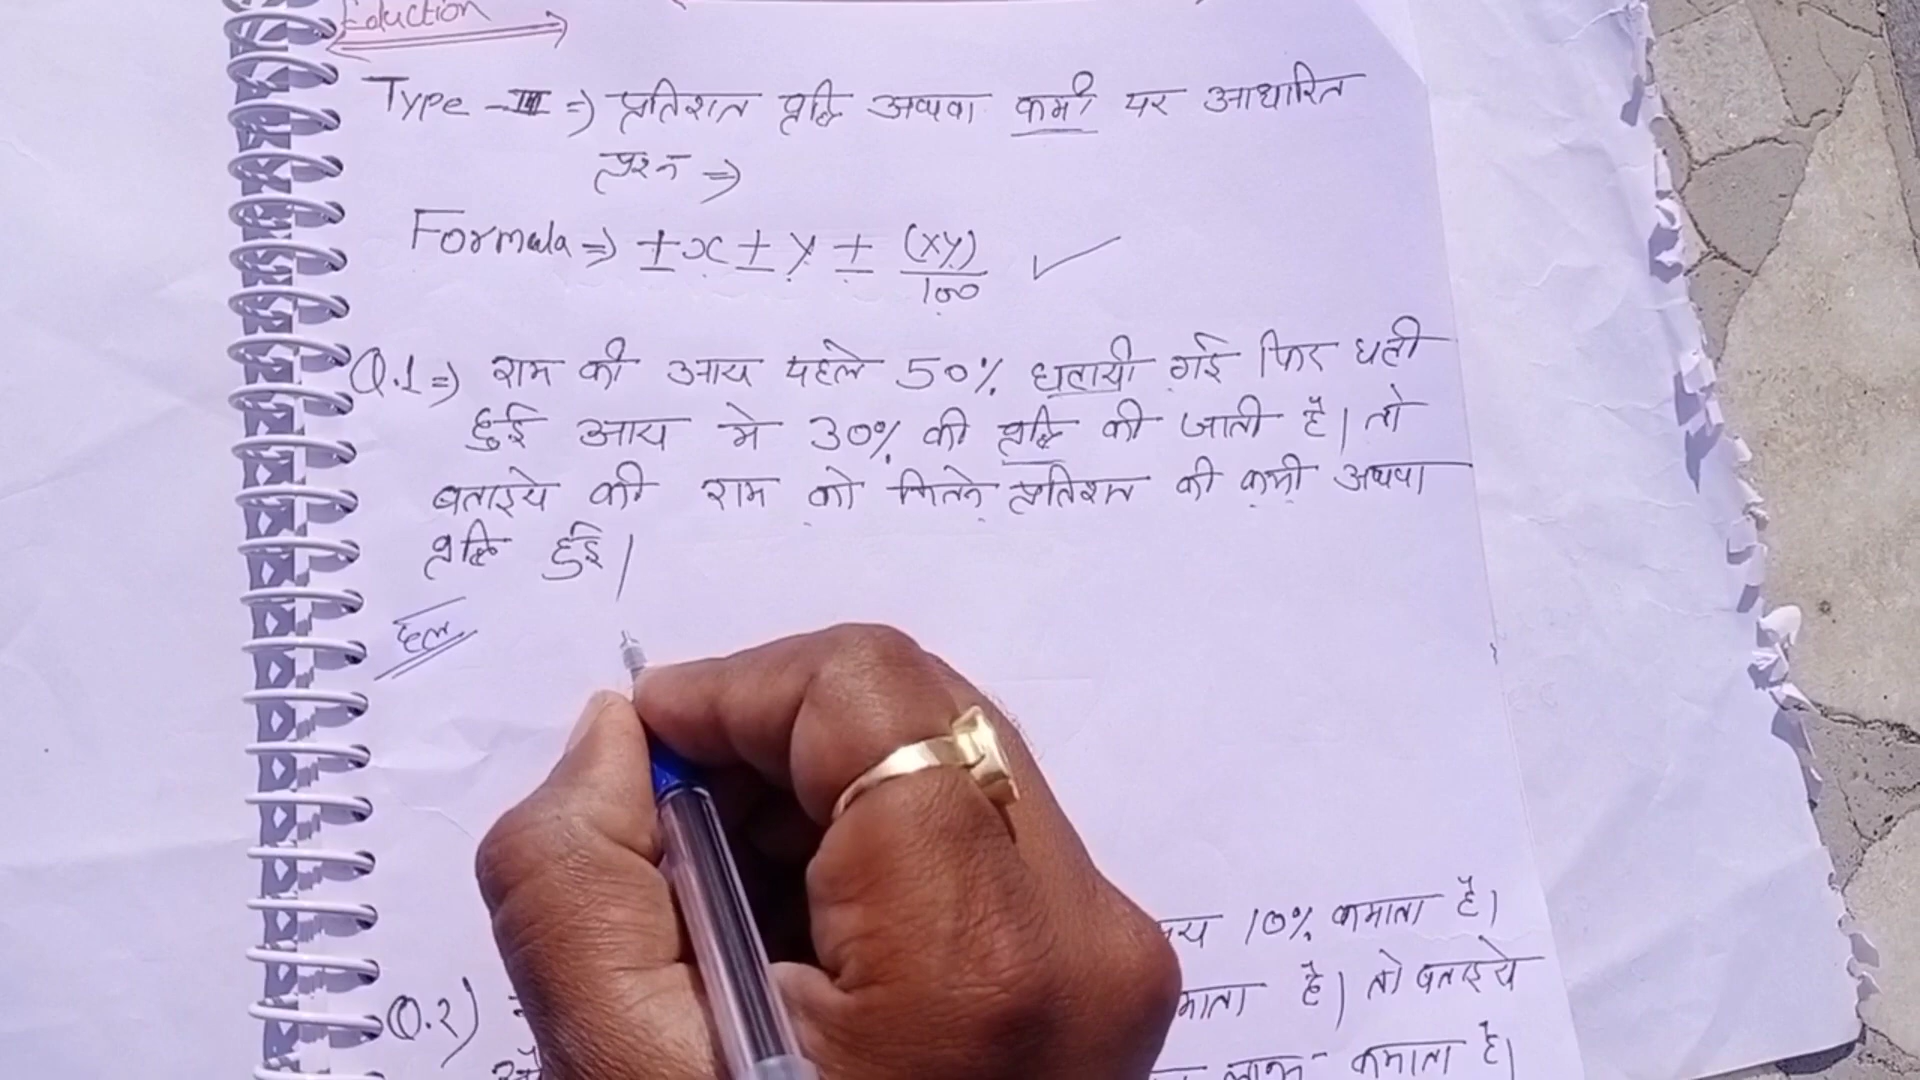 Eduction
Type - III => प्रतिशत वृद्धि अथवा कमी पर आधारित
प्रश्न =>
Formula => ± x ± y ± (xy)/100 ✓
Q.1 => राम की आय पहले 50% घटायी गई फिर घटी
हुई आय मे 30% की वृद्धि की जाती है। तो
बताइये की राम को कितने प्रतिशत की कमी अथवा
वृद्धि हुई।
हल
10% कमाता है।
Q.2) है। तो बताइये
लाभ कमाता है।